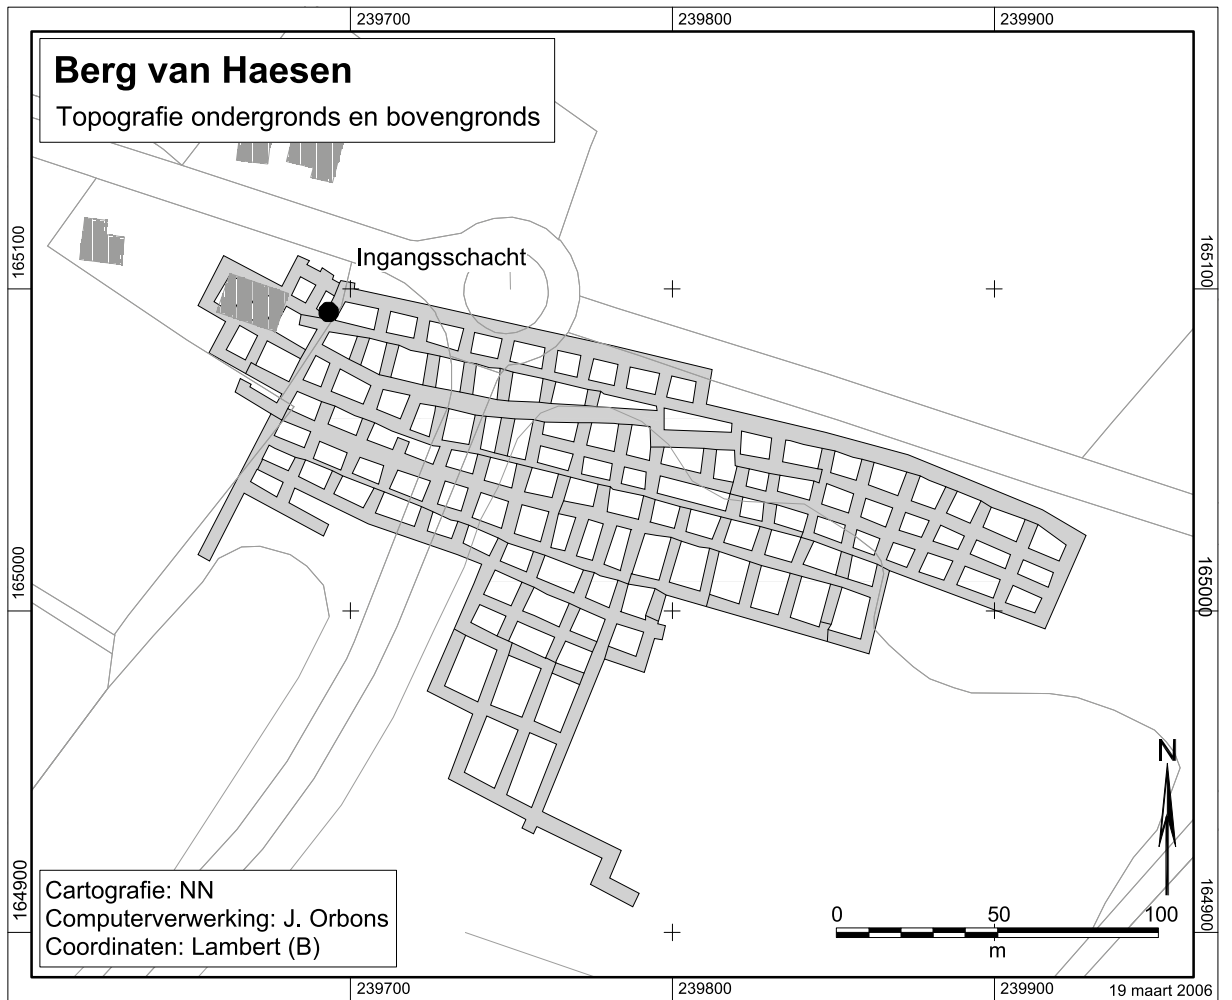 239700
239800
239900
Berg van Haesen
Topografie ondergronds en bovengronds
165100
Ingangsschacht
165100
165000
165000
N
164900
Cartografie: NN
Computerverwerking: J. Orbons
Coordinaten: Lambert (B)
0 50 100
m
164900
239700
239800
239900
19 maart 2006